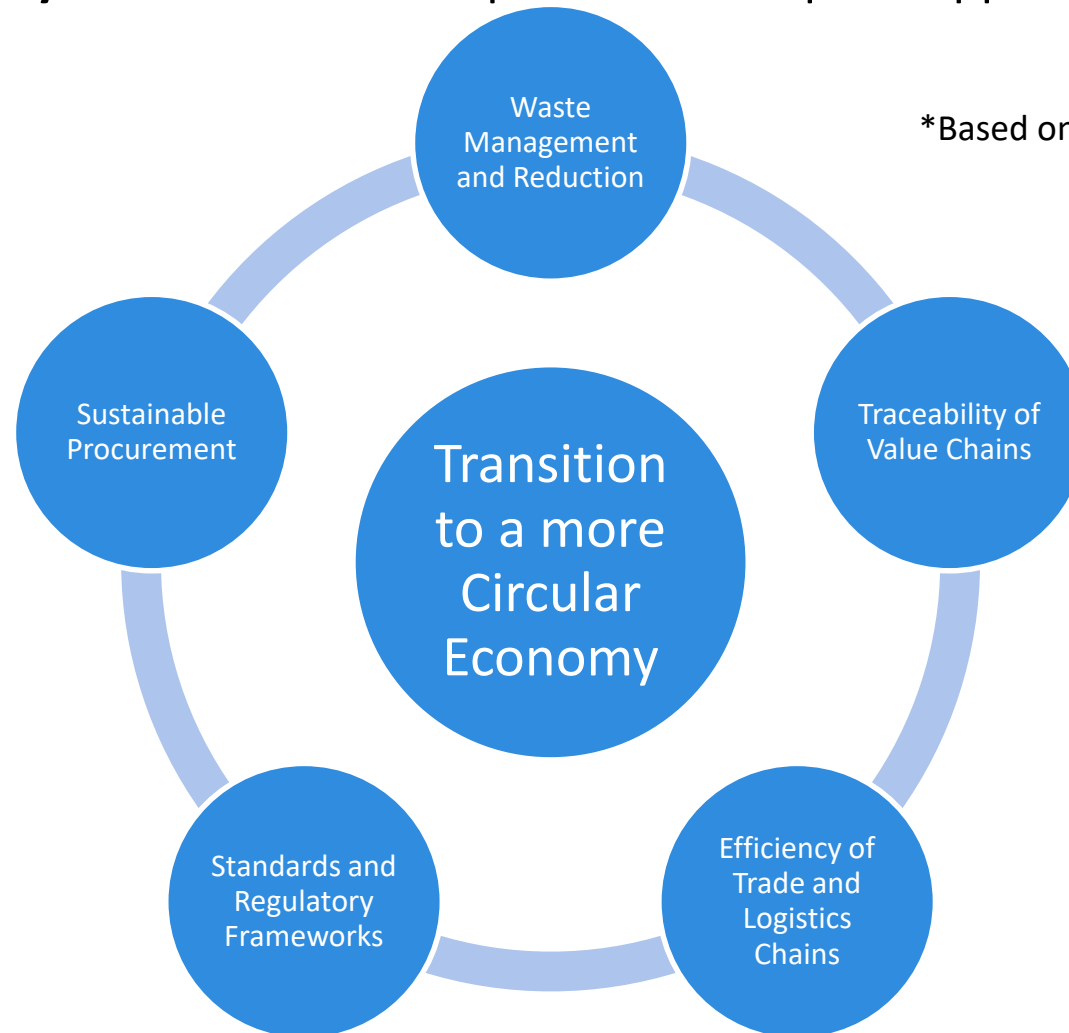 Waste
Management
and Reduction
*Based on
Sustainable
Procurement
Traceability of
Value Chains
Transition
to a more
Circular
Economy
Standards and
Regulatory
Frameworks
Efficiency of
Trade and
Logistics
Chains